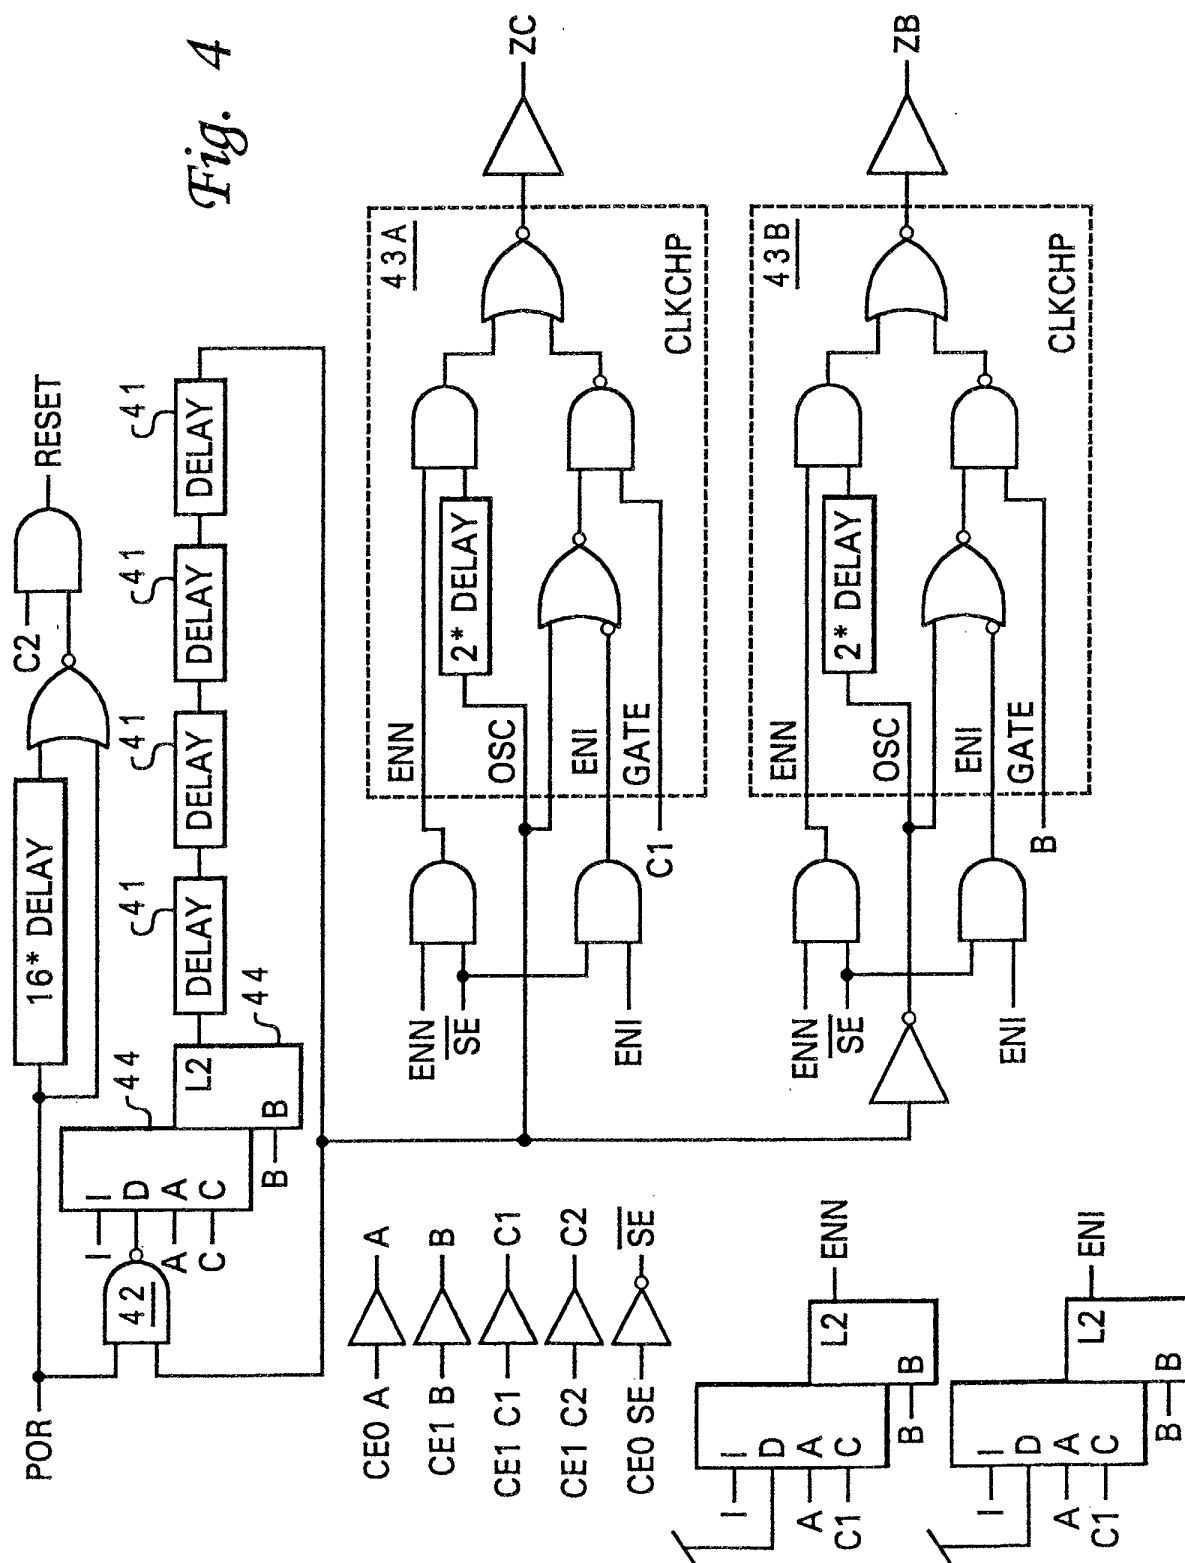 Fig. 4
POR
16* DELAY
C2
RESET
42
I
D
A
C
I
A
C
44
L2
B
B
44
DELAY
41
DELAY
41
DELAY
41
DELAY
41
CE0 A
A
CE1 B
B
CE1 C1
C1
CE1 C2
C2
CE0 SE
SE
ENN
SE
ENI
C1
ENN
OSC
ENI
GATE
2* DELAY
43A
CLKCHP
ZC
ENN
SE
ENI
B
ENN
OSC
ENI
GATE
2* DELAY
43B
CLKCHP
ZB
I
D
A
C
I
A
C1
L2
B
B
ENN
I
D
A
C
I
A
C1
L2
B
B
ENI